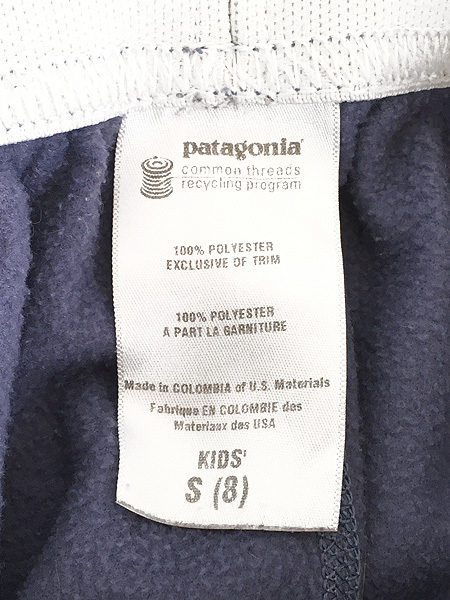 patagonia®
common threads
recycling program
100% POLYESTER
EXCLUSIVE OF TRIM
100% POLYESTER
A PART LA GARNITURE
Made in COLOMBIA of U.S. Materials
Fabrique EN COLOMBIE des
Materiaux des USA
KIDS'
S (8)